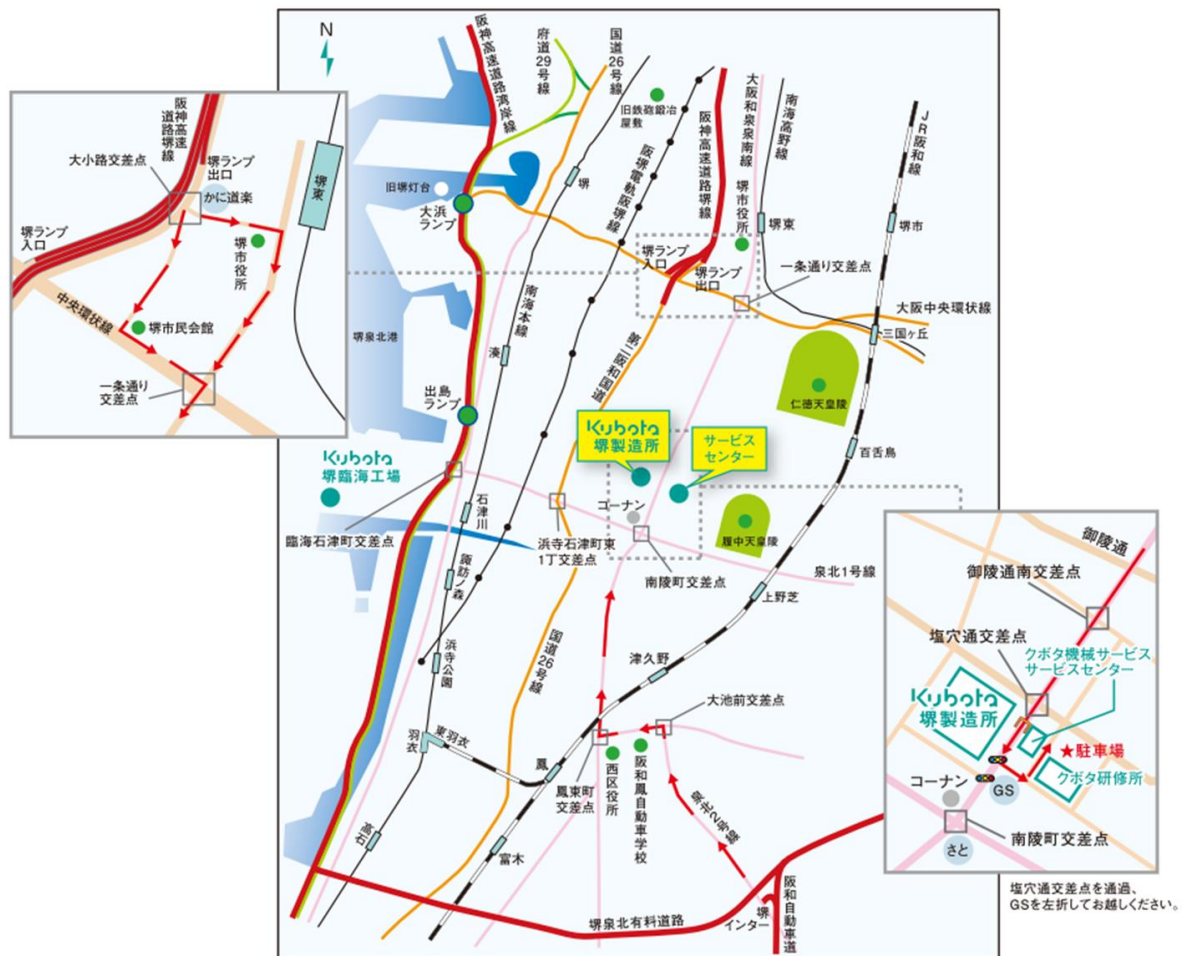 N
阪神高速道路湾岸線
府道29号線
国道26号線
旧鉄砲鍛冶
屋敷
阪堺電軌阪堺線
阪神高速道路堺線
大阪和泉泉南線
南海高野線
JR阪和線
堺市役所
堺
旧堺灯台
大浜
ランプ
堺ランプ
入口
堺ランプ
出口
堺東
堺市
一条通り交差点
大阪中央環状線
三国ヶ丘
南海本線
堺泉北港
湊
第二阪和国道
仁徳天皇陵
出島
ランプ
Kubota
堺製造所
サービス
センター
百舌鳥
Kubota
堺臨海工場
石津川
コーナン
履中天皇陵
臨海石津町交差点
浜寺石津町東
1丁交差点
南陵町交差点
泉北1号線
諏訪ノ森
上野芝
国道26号線
浜寺公園
津久野
大池前交差点
羽衣
東羽衣
鳳
鳳東町
交差点
西区役所
阪和鳳自動車学校
泉北2号線
高石
富木
堺泉北有料道路
堺
インター
阪和自動車道
阪神高速
道路堺線
大小路交差点
堺ランプ
出口
かに道楽
堺東
堺ランプ
入口
堺市役所
中央環状線
堺市民会館
一条通り
交差点
御陵通
御陵通南交差点
塩穴通交差点
クボタ機械サービス
サービスセンター
Kubota
堺製造所
★駐車場
クボタ研修所
コーナン
GS
南陵町交差点
さと
塩穴通交差点を通過、
GSを左折してお越しください。